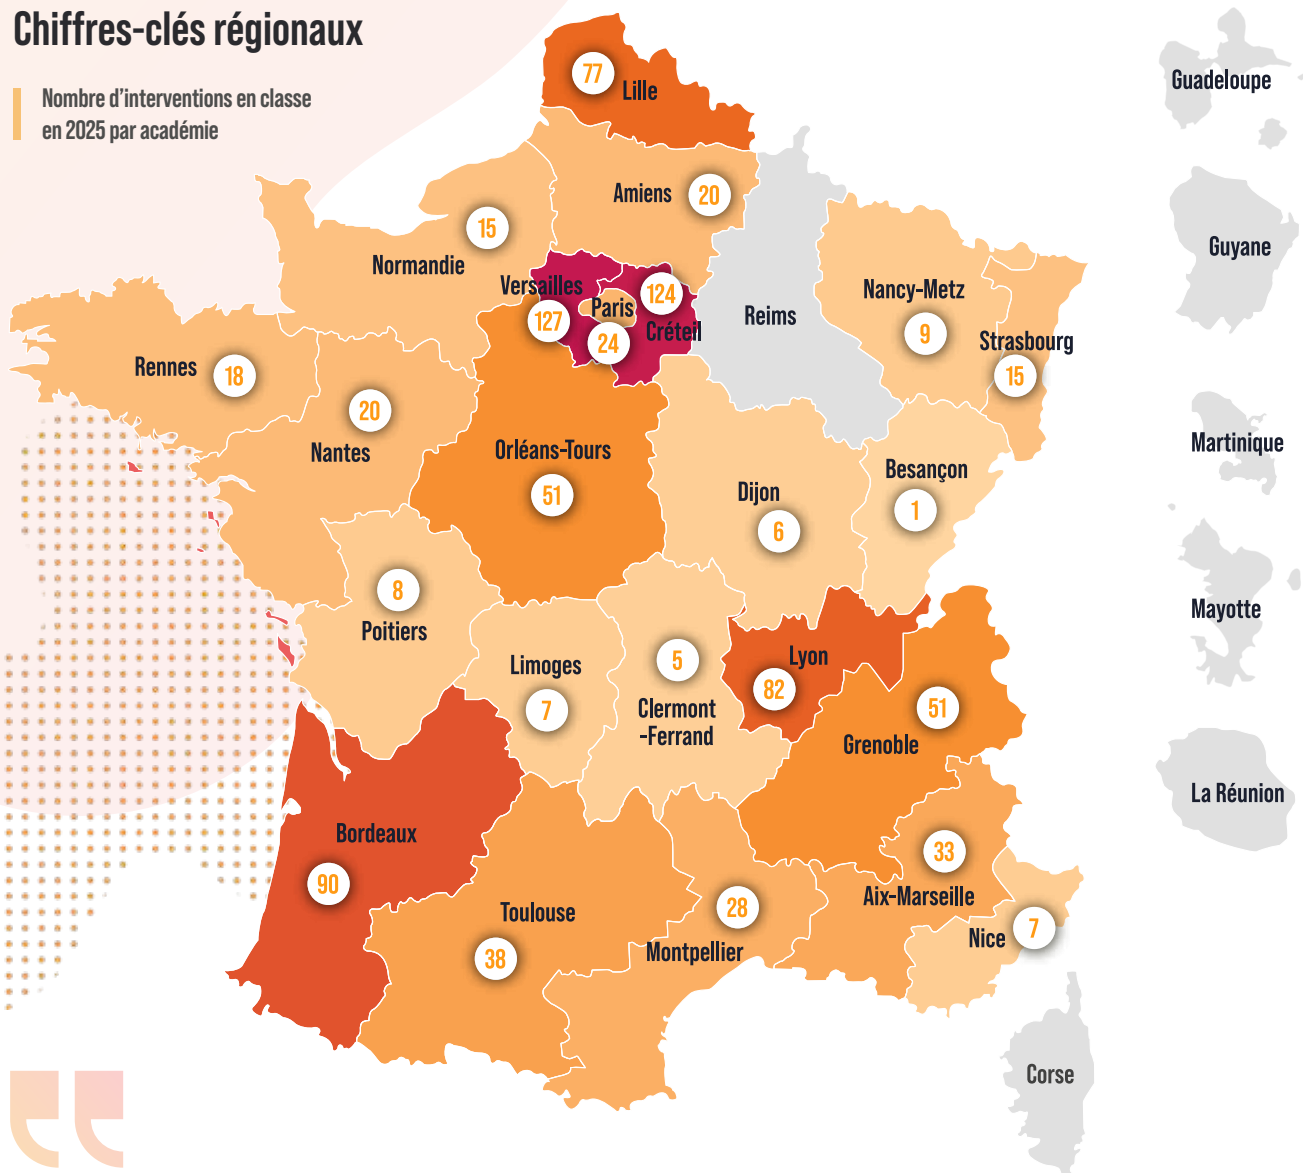 Chiffres-clés régionaux
Nombre d'interventions en classe
en 2025 par académie
77
Lille
Guadeloupe
Amiens
20
15
Normandie
Guyane
Versailles
127
Paris
24
124
Créteil
Reims
Nancy-Metz
9
Strasbourg
15
Rennes
18
20
Nantes
Orléans-Tours
51
Martinique
Besançon
1
Dijon
6
8
Poitiers
Mayotte
Limoges
7
5
Clermont
-Ferrand
Lyon
82
51
Grenoble
La Réunion
Bordeaux
90
33
Aix-Marseille
Toulouse
38
28
Montpellier
Nice
7
Corse